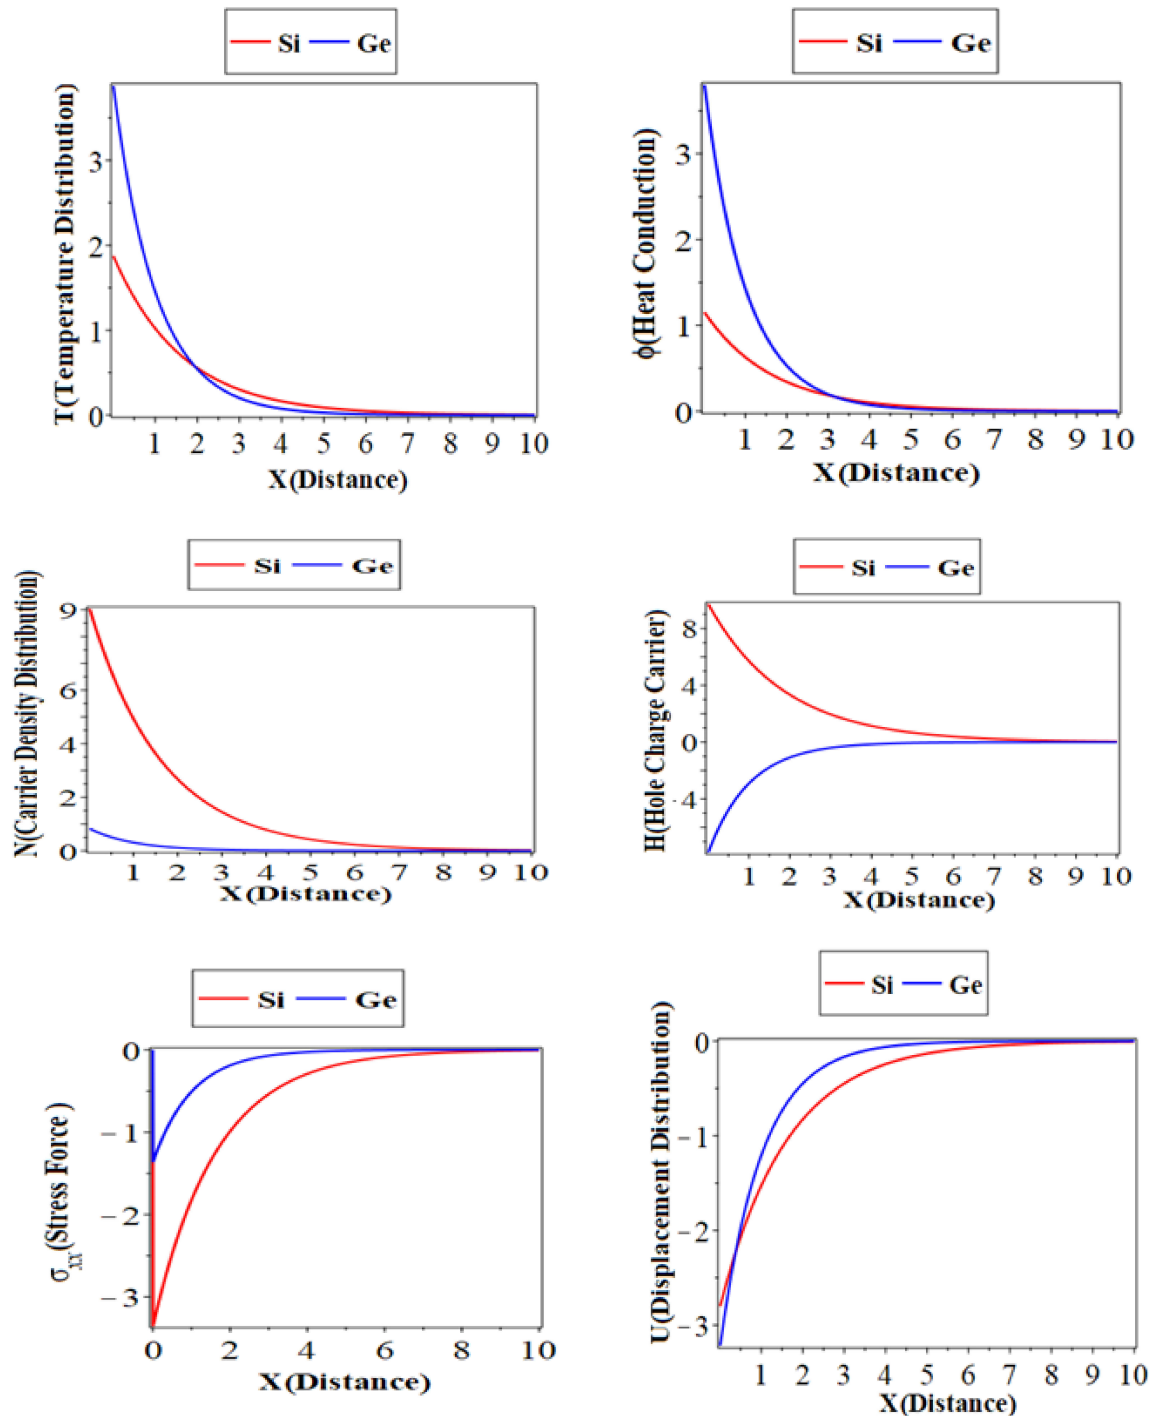 Si Ge
T(Temperature Distribution)
3
2
1
0
1 2 3 4 5 6 7 8 9 10
X(Distance)
Si Ge
ϕ(Heat Conduction)
3
2
1
0
1 2 3 4 5 6 7 8 9 10
X(Distance)
Si Ge
N(Carrier Density Distribution)
9
6
4
2
0
1 2 3 4 5 6 7 8 9 10
X(Distance)
Si Ge
H(Hole Charge Carrier)
8
4
0
-4
1 2 3 4 5 6 7 8 9 10
X(Distance)
Si Ge
σxx(Stress Force )
0
−1
−2
−3
0 2 4 6 8 10
X(Distance)
Si Ge
U(Displacement Distribution)
0
−1
−2
−3
1 2 3 4 5 6 7 8 9 10
X(Distance)